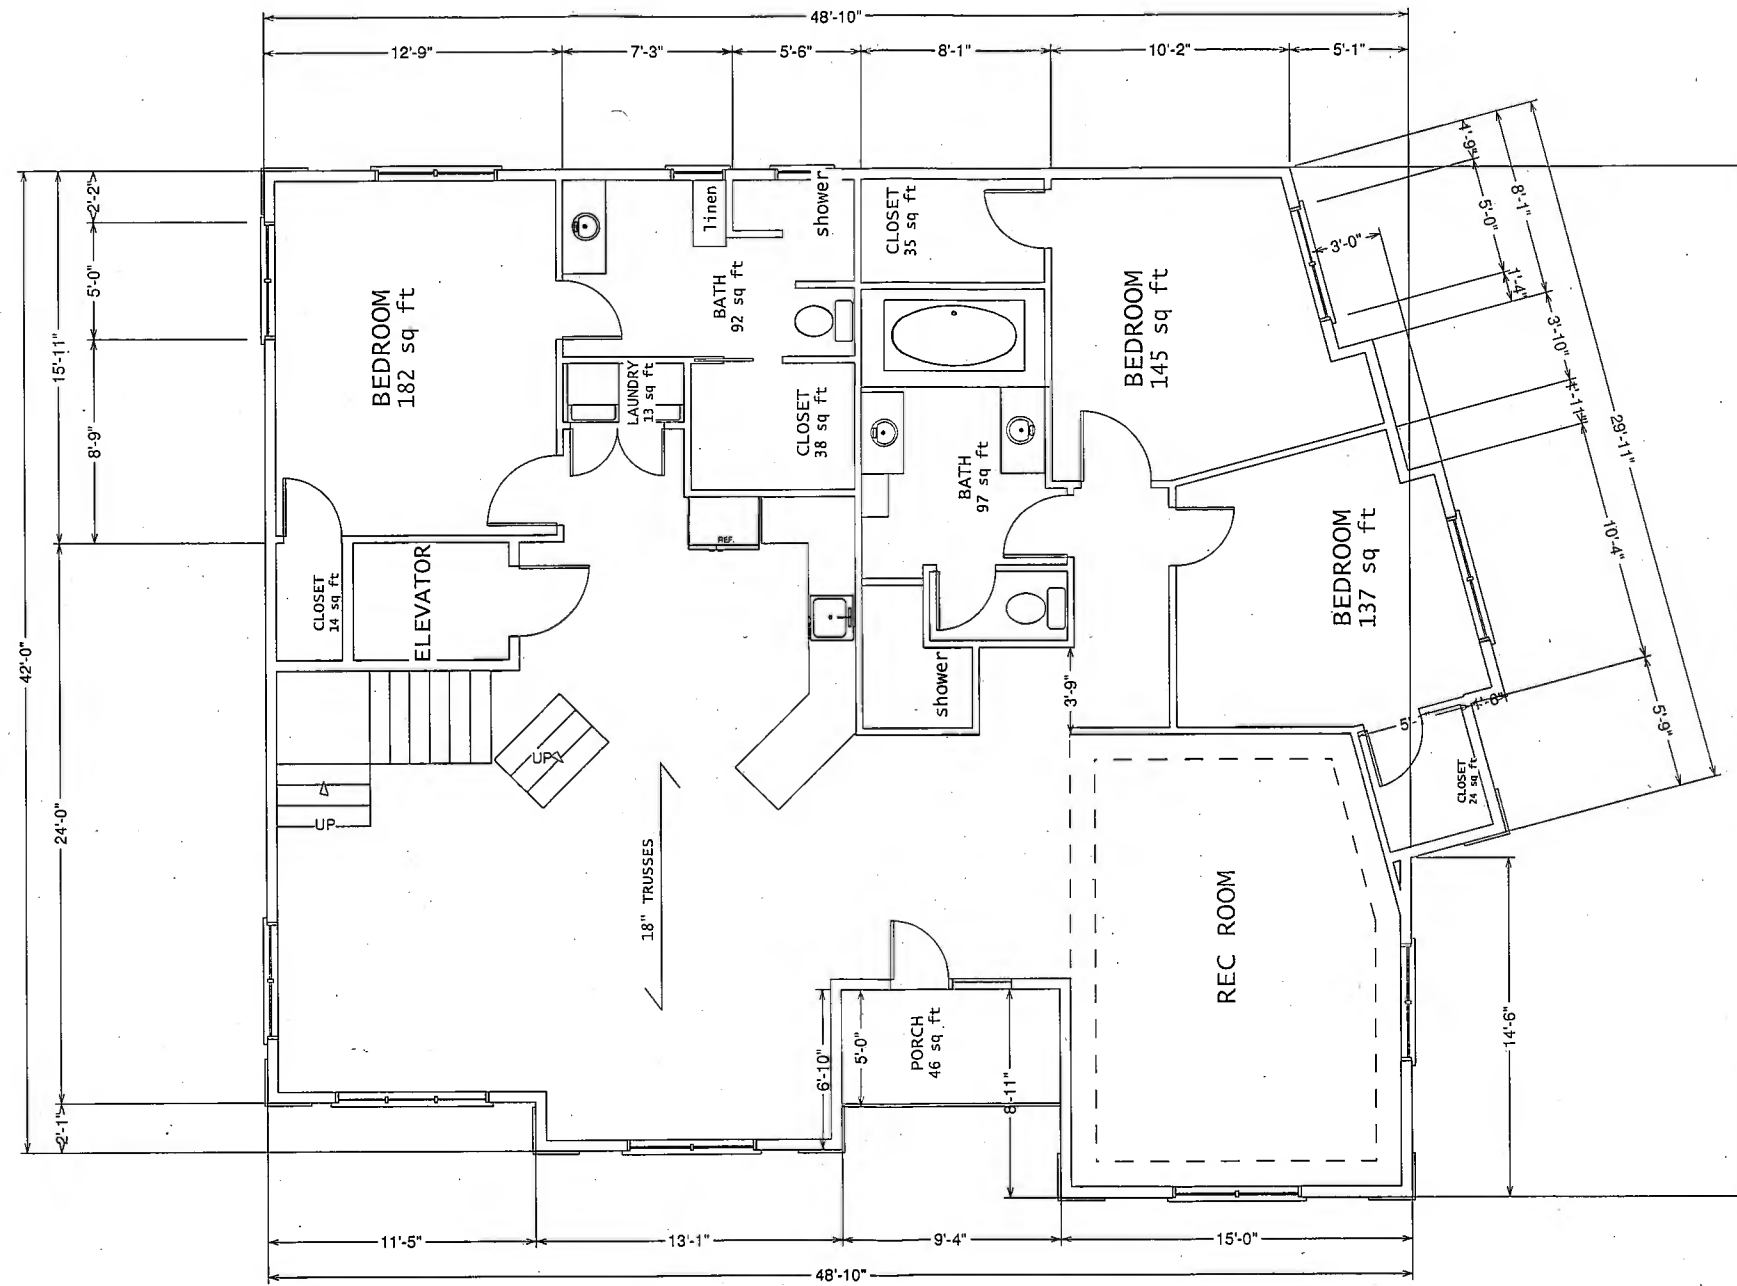 48'-10"
12'-9"
7'-3"
5'-6"
8'-1"
10'-2"
5'-1"
4'-9"
8'-1"
5'-0"
1'-4"
3'-0"
3'-10"
1'-11"
29'-11"
10'-4"
5'-9"
1'-8"
2'-2"
5'-0"
15'-11"
8'-9"
42'-0"
24'-0"
2'-1"
BEDROOM
182 sq ft
linen
shower
BATH
92 sq ft
LAUNDRY
13 sq ft
CLOSET
38 sq ft
CLOSET
35 sq ft
BEDROOM
145 sq ft
BATH
97 sq ft
BEDROOM
137 sq ft
REF.
CLOSET
14 sq ft
ELEVATOR
shower
3'-9"
UP
UP
18" TRUSSES
CLOSET
24 sq ft
REC ROOM
PORCH
46 sq ft
6'-10"
5'-0"
8'-11"
14'-6"
11'-5"
13'-1"
9'-4"
15'-0"
48'-10"